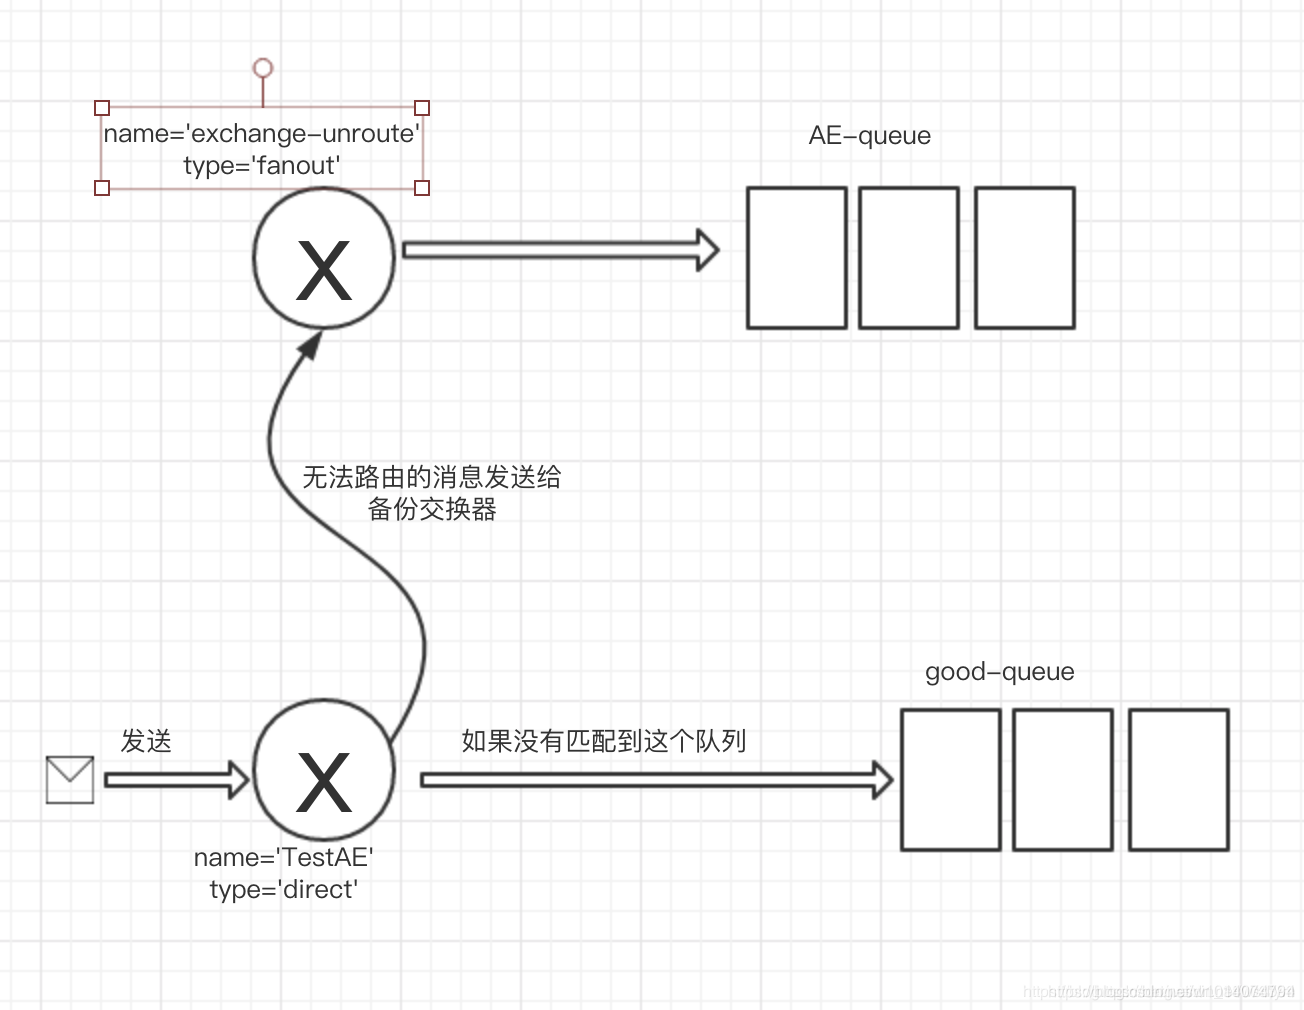 name='exchange-unroute'
type='fanout'
X
AE-queue
无法路由的消息发送给
备份交换器
good-queue
发送
如果没有匹配到这个队列
X
name='TestAE'
type='direct'